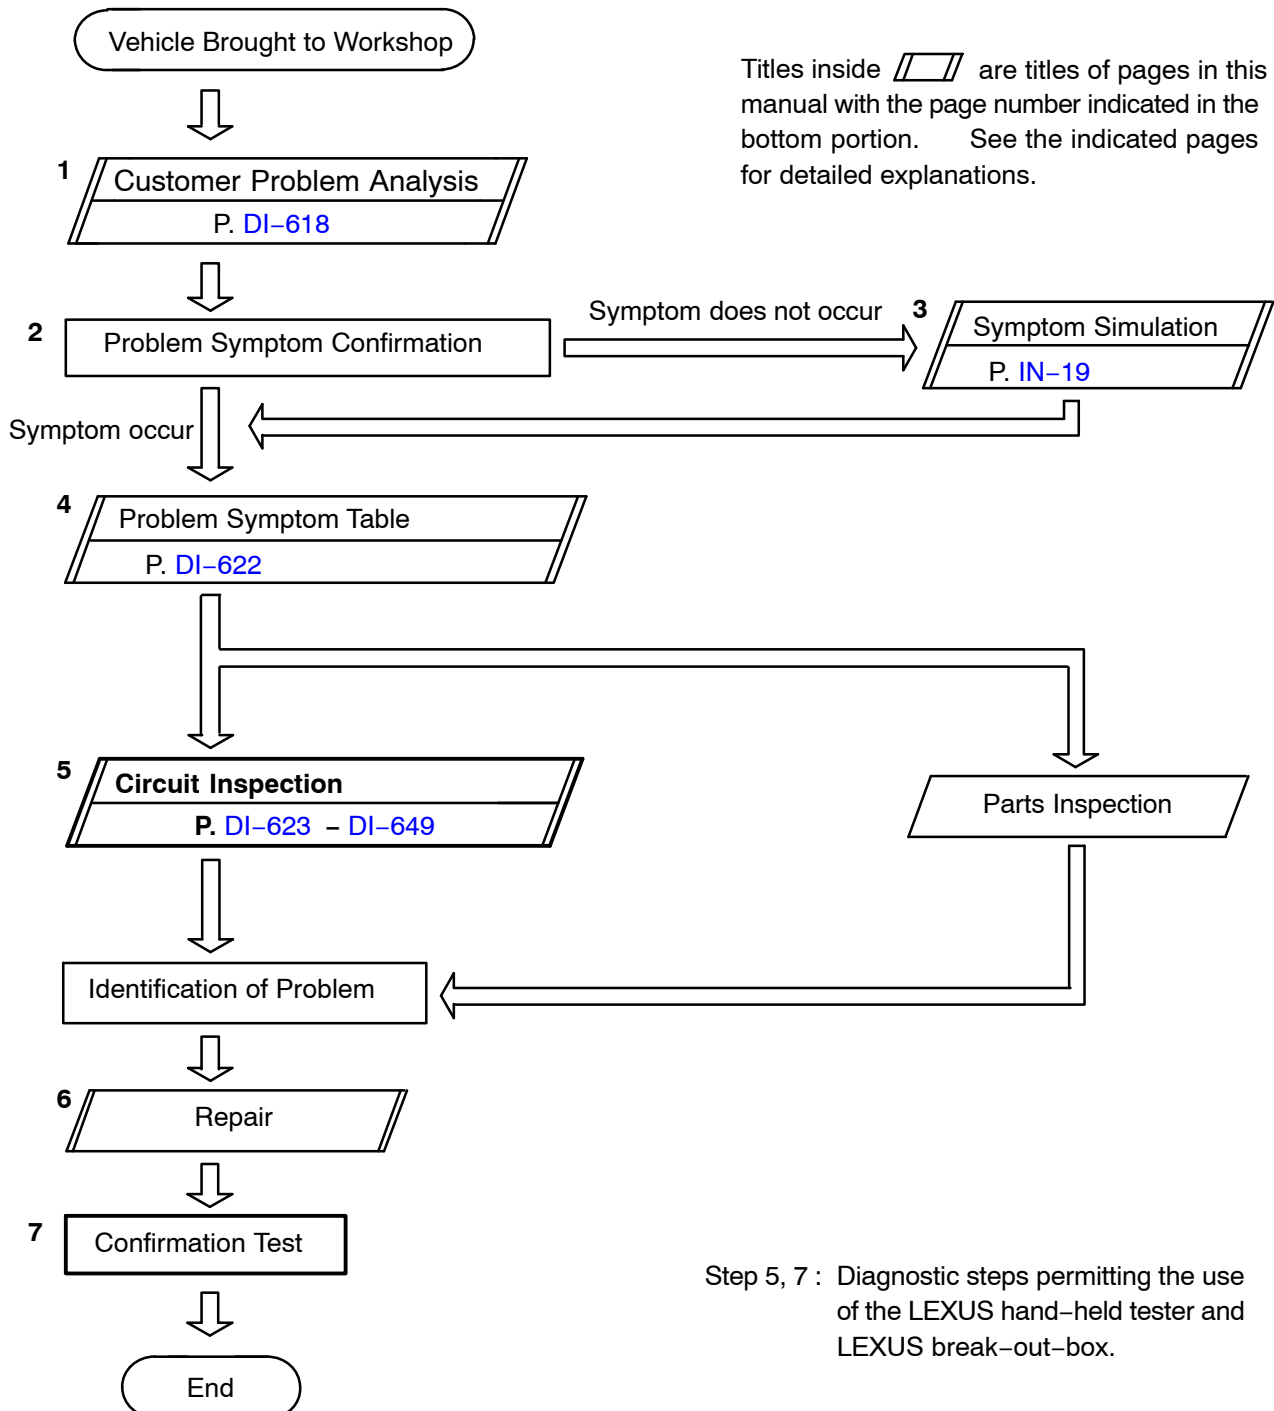 Vehicle Brought to Workshop
Titles inside are titles of pages in this
manual with the page number indicated in the
bottom portion. See the indicated pages
for detailed explanations.
1
Customer Problem Analysis
P. DI−618
2
Problem Symptom Confirmation
Symptom does not occur
3
Symptom Simulation
P. IN−19
Symptom occur
4
Problem Symptom Table
P. DI−622
5
Circuit Inspection
P. DI−623 − DI−649
Parts Inspection
Identification of Problem
6
Repair
7
Confirmation Test
Step 5, 7 : Diagnostic steps permitting the use
of the LEXUS hand−held tester and
LEXUS break−out−box.
End